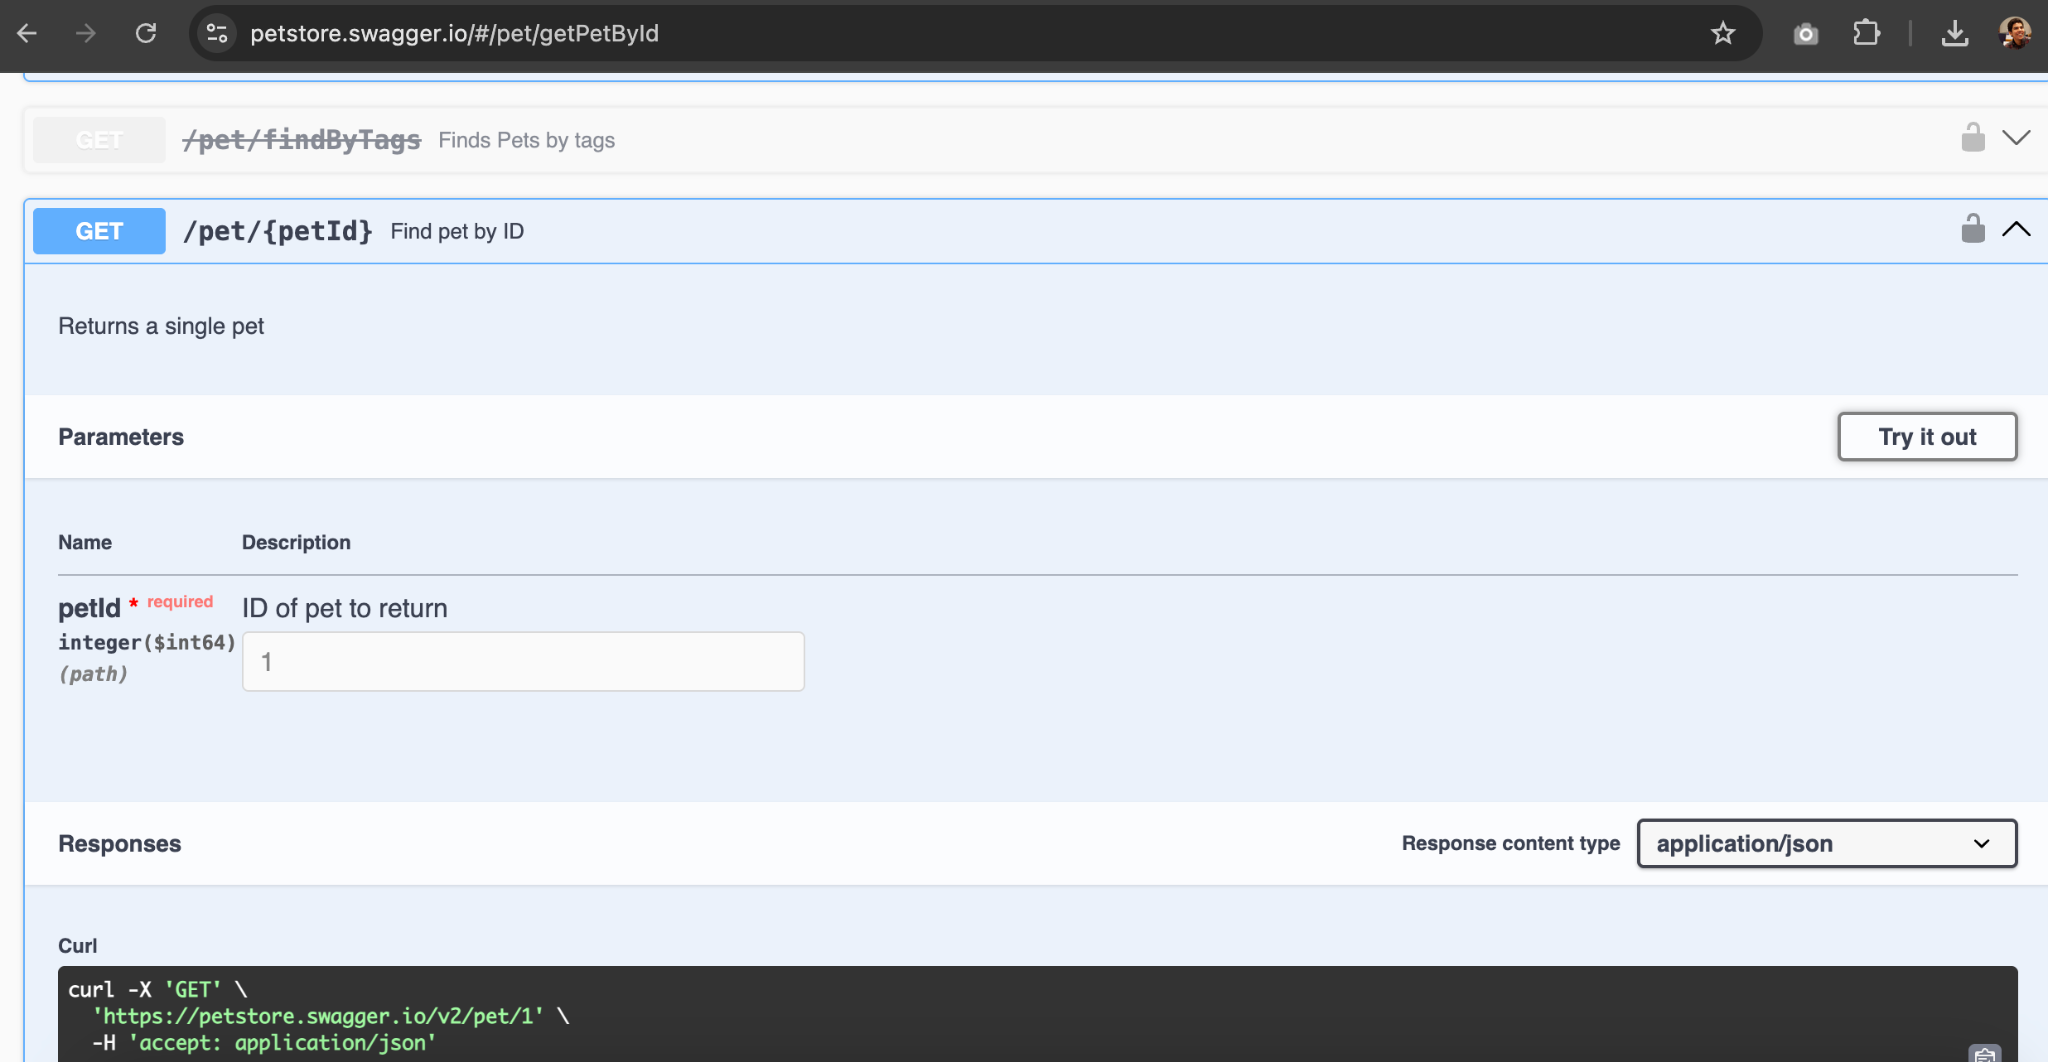 petstore.swagger.io/#/pet/getPetById
GET /pet/findByTags Finds Pets by tags
GET /pet/{petId} Find pet by ID
Returns a single pet
Parameters Try it out
Name Description
petId * required ID of pet to return
integer($int64)
1
(path)
Responses Response content type application/json
Curl
curl -X 'GET' \
'https://petstore.swagger.io/v2/pet/1' \
-H 'accept: application/json'